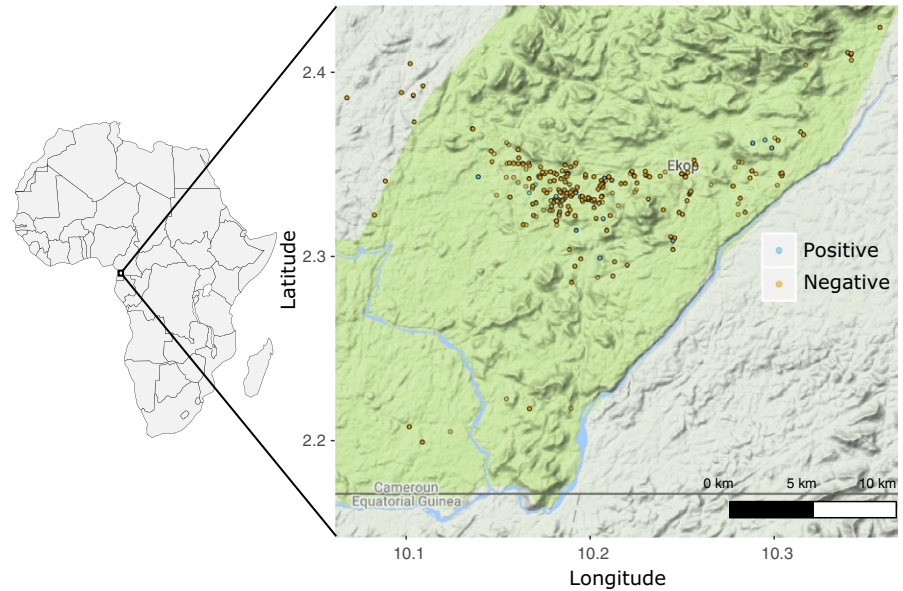 2.4
Ekop
2.3
Latitude
Positive
Negative
2.2
Cameroun
Equatorial Guinea
0 km 5 km 10 km
10.1 10.2 10.3
Longitude